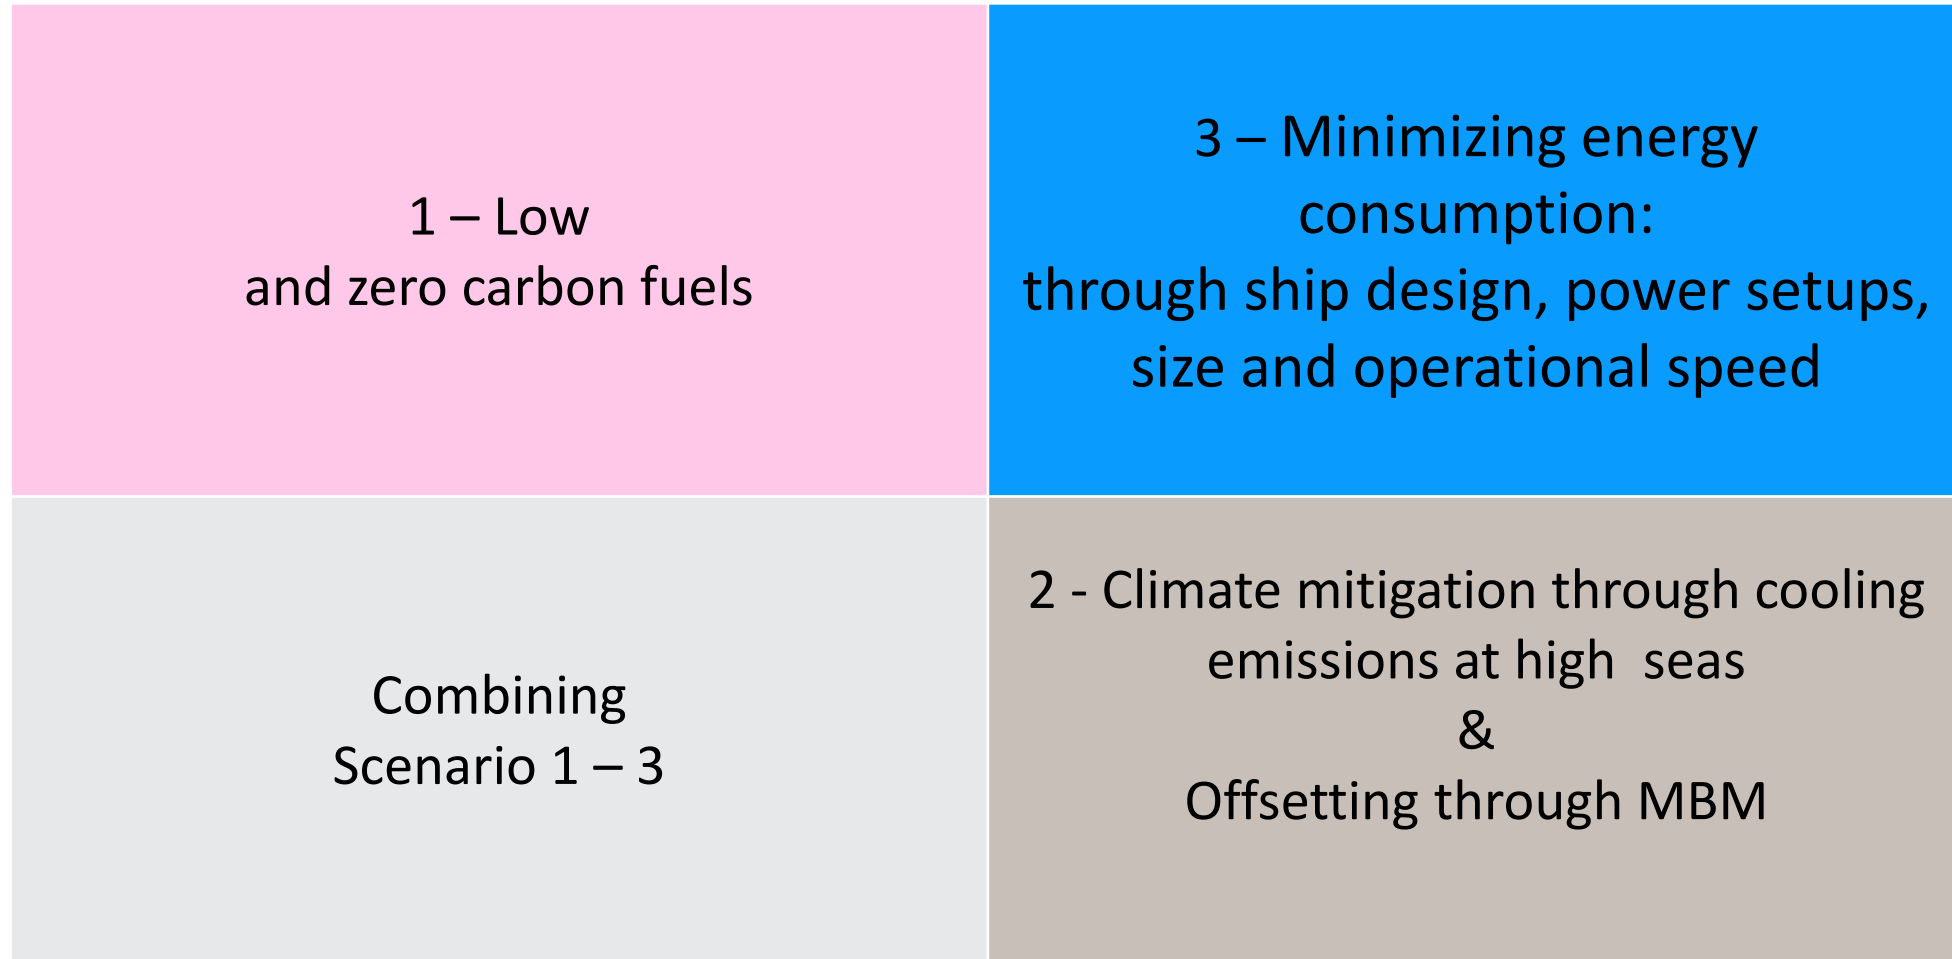 1 – Low
and zero carbon fuels
3 – Minimizing energy
consumption:
through ship design, power setups,
size and operational speed
Combining
Scenario 1 – 3
2 - Climate mitigation through cooling
emissions at high  seas
&
Offsetting through MBM